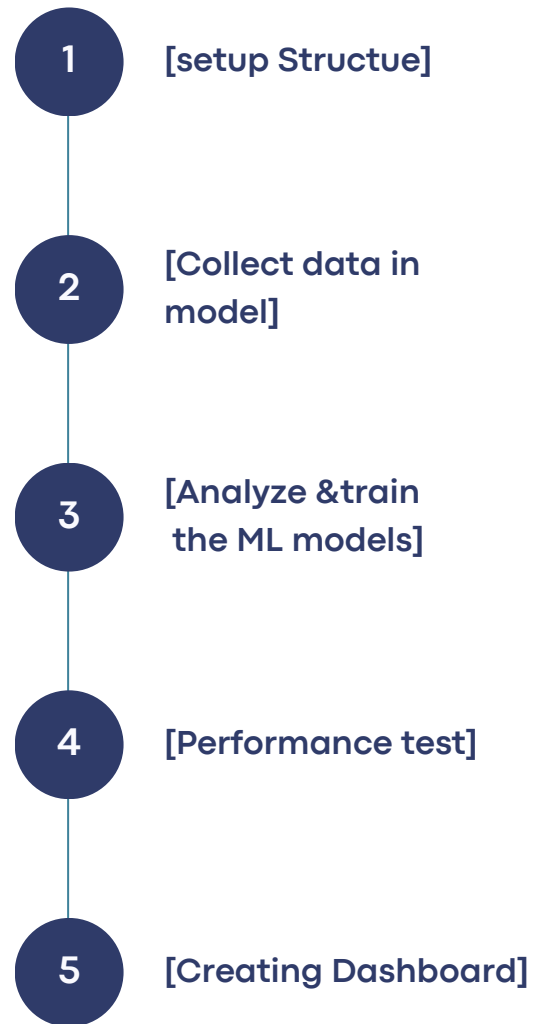 1
[setup Structue]
2
[Collect data in
model]
3
[Analyze &train
the ML models]
4
[Performance test]
5
[Creating Dashboard]